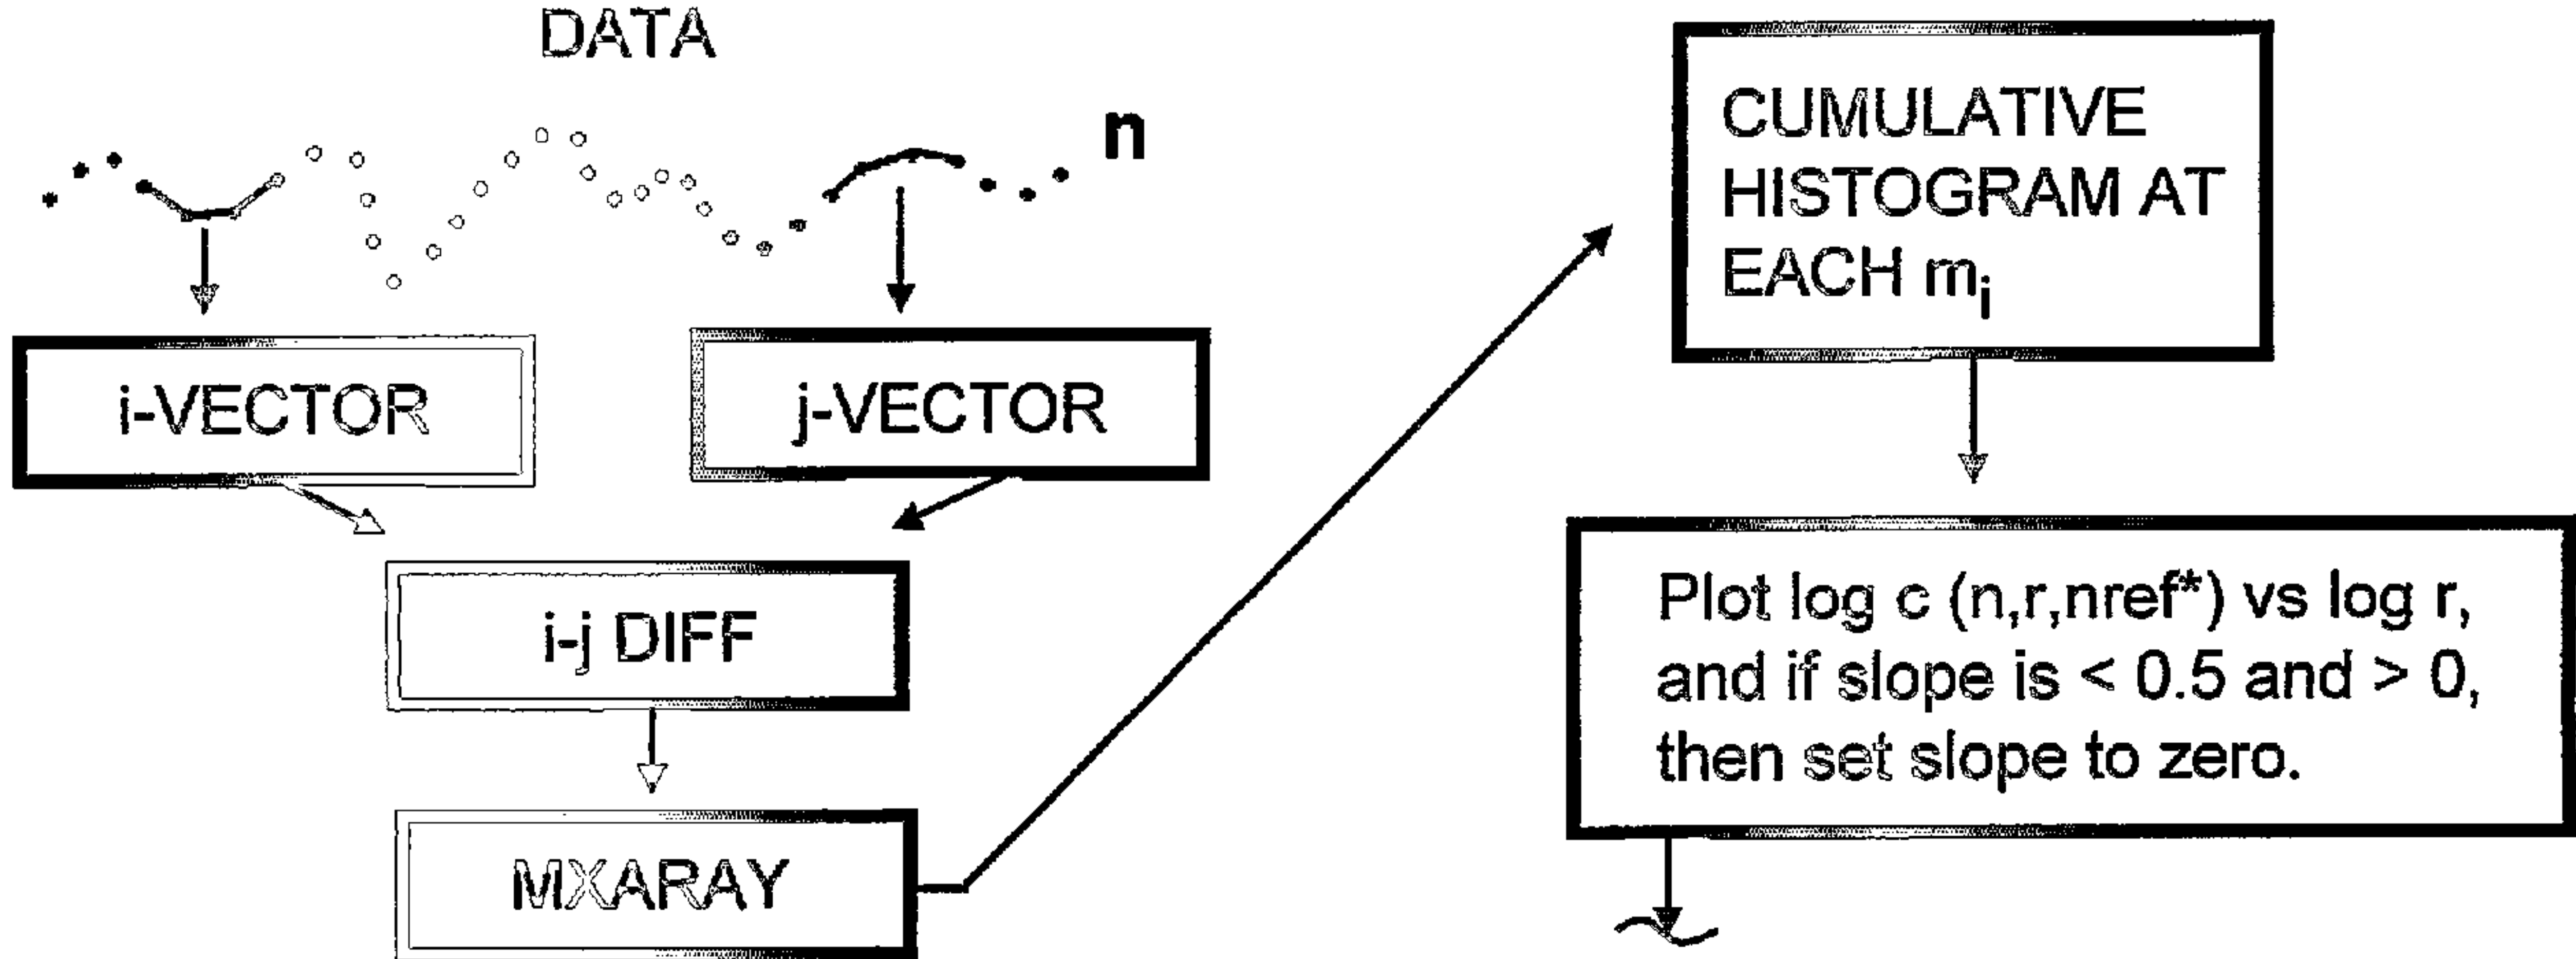 DATA
n
i-VECTOR
j-VECTOR
i-j DIFF
MXARAY
CUMULATIVE
HISTOGRAM AT
EACH mi
Plot log c (n,r,nref*) vs log r,
and if slope is < 0.5 and > 0,
then set slope to zero.